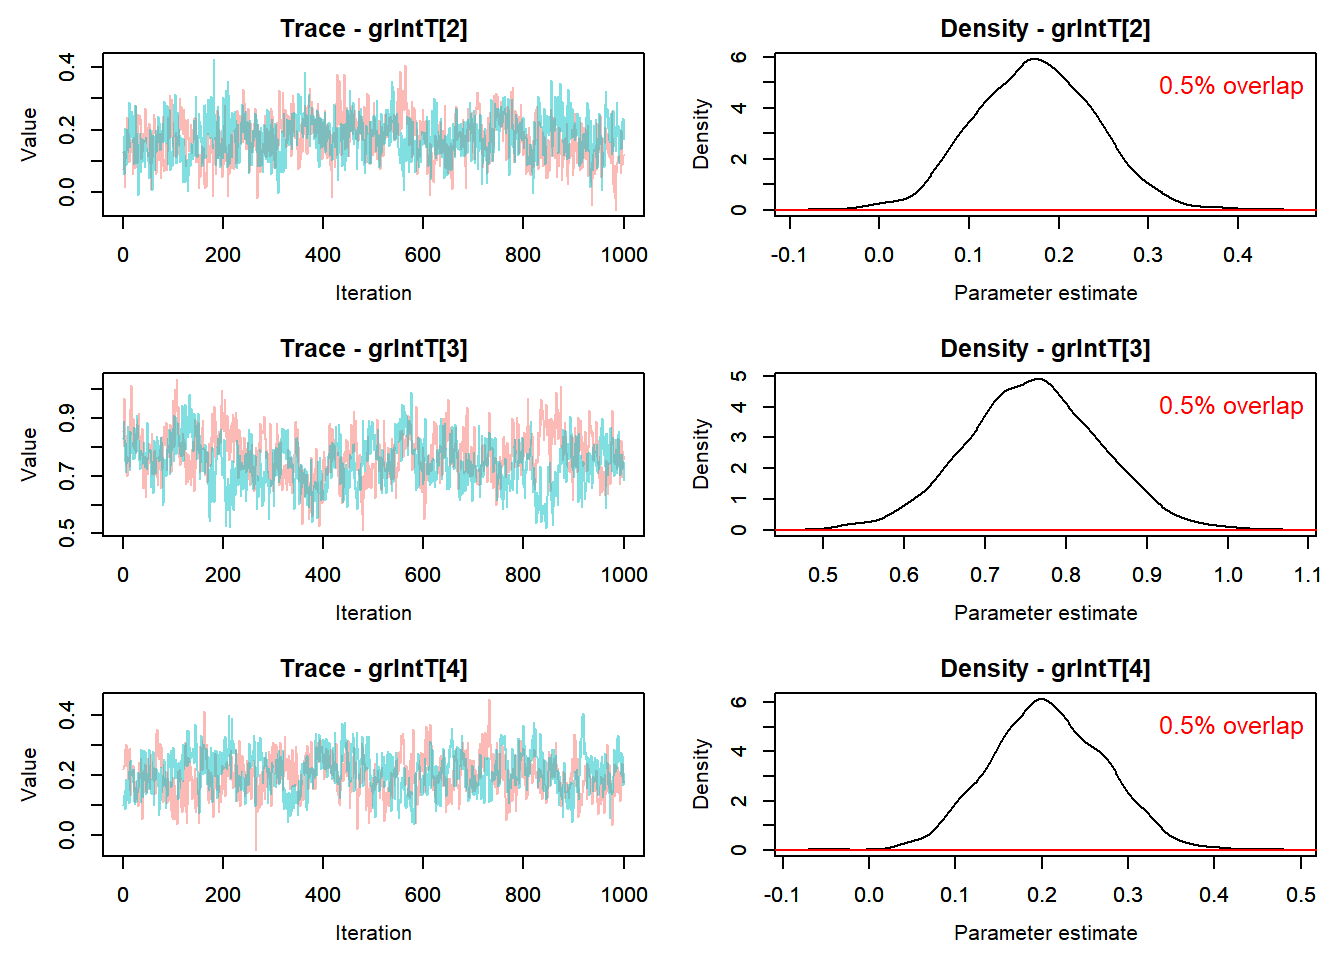 Trace - grIntT[2]
Value
0.0 0.2 0.4
0 200 400 600 800 1000
Iteration
Density - grIntT[2]
0.5% overlap
Density
0 2 4 6
-0.1 0.0 0.1 0.2 0.3 0.4
Parameter estimate
Trace - grIntT[3]
Value
0.5 0.7 0.9
0 200 400 600 800 1000
Iteration
Density - grIntT[3]
0.5% overlap
Density
0 1 2 3 4 5
0.5 0.6 0.7 0.8 0.9 1.0 1.1
Parameter estimate
Trace - grIntT[4]
Value
0.0 0.2 0.4
0 200 400 600 800 1000
Iteration
Density - grIntT[4]
0.5% overlap
Density
0 2 4 6
-0.1 0.0 0.1 0.2 0.3 0.4 0.5
Parameter estimate